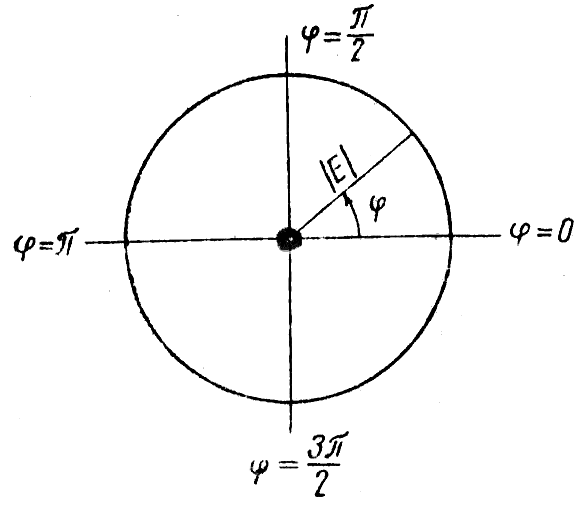 φ = π/2
|E|
φ
φ = π
φ = 0
φ = 3π/2